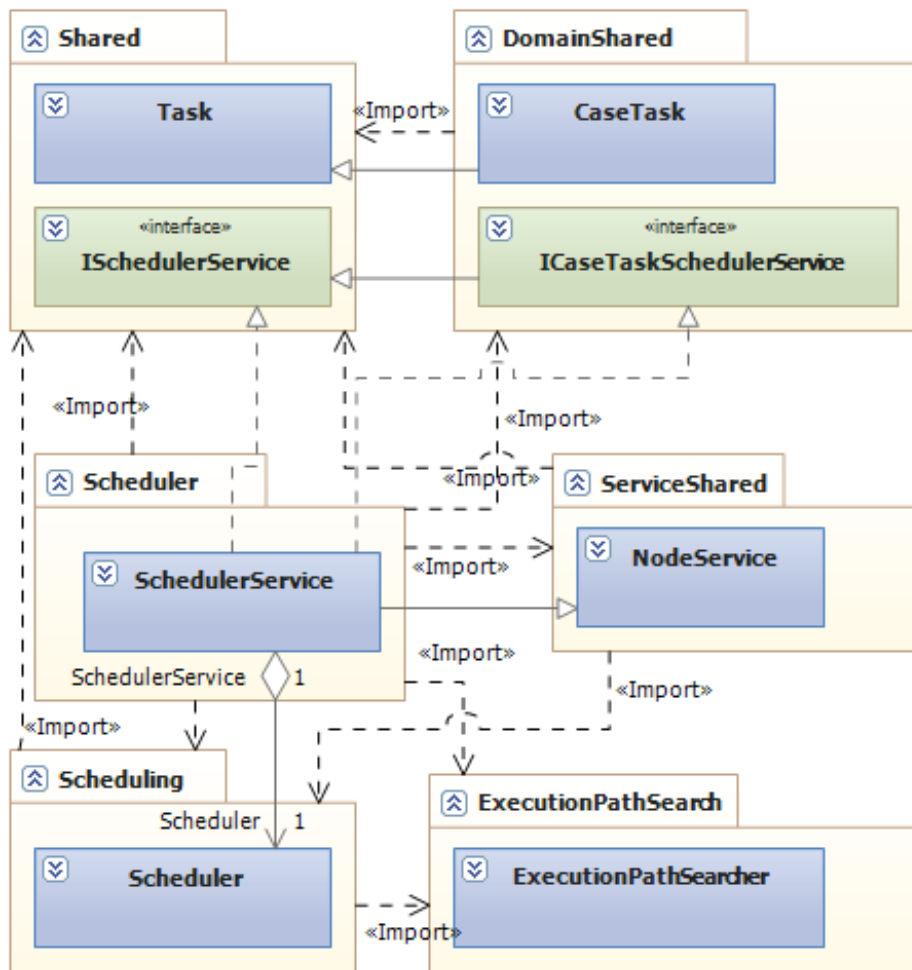 Shared
DomainShared
Task
«Import»
CaseTask
«interface»
ISchedulerService
«interface»
ICaseTaskSchedulerService
«Import»
«Import»
Scheduler
«Import»
ServiceShared
SchedulerService
«Import»
NodeService
SchedulerService
1
«Import»
«Import»
«Import»
Scheduling
ExecutionPathSearch
Scheduler
1
Scheduler
ExecutionPathSearcher
«Import»